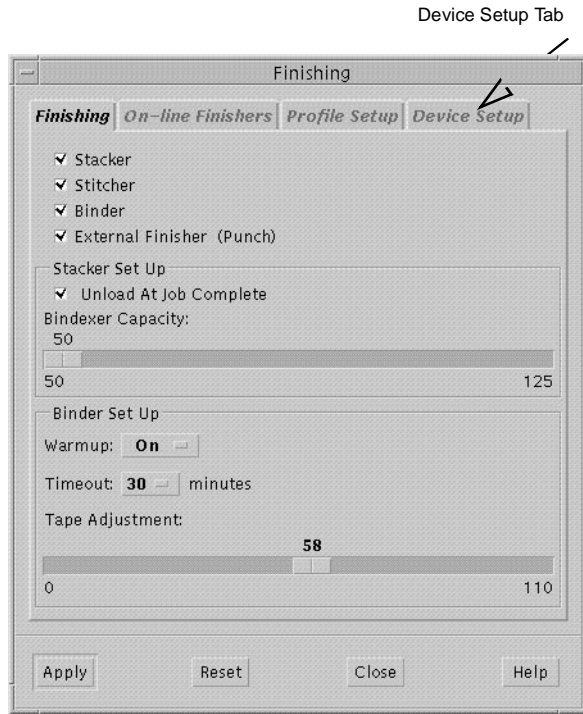 Device Setup Tab
Finishing
Finishing On-line Finishers Profile Setup Device Setup
Stacker
Stitcher
Binder
External Finisher (Punch)
Stacker Set Up
Unload At Job Complete
Bindexer Capacity:
50
50 125
Binder Set Up
Warmup: On
Timeout: 30 minutes
Tape Adjustment:
58
0 110
Apply Reset Close Help